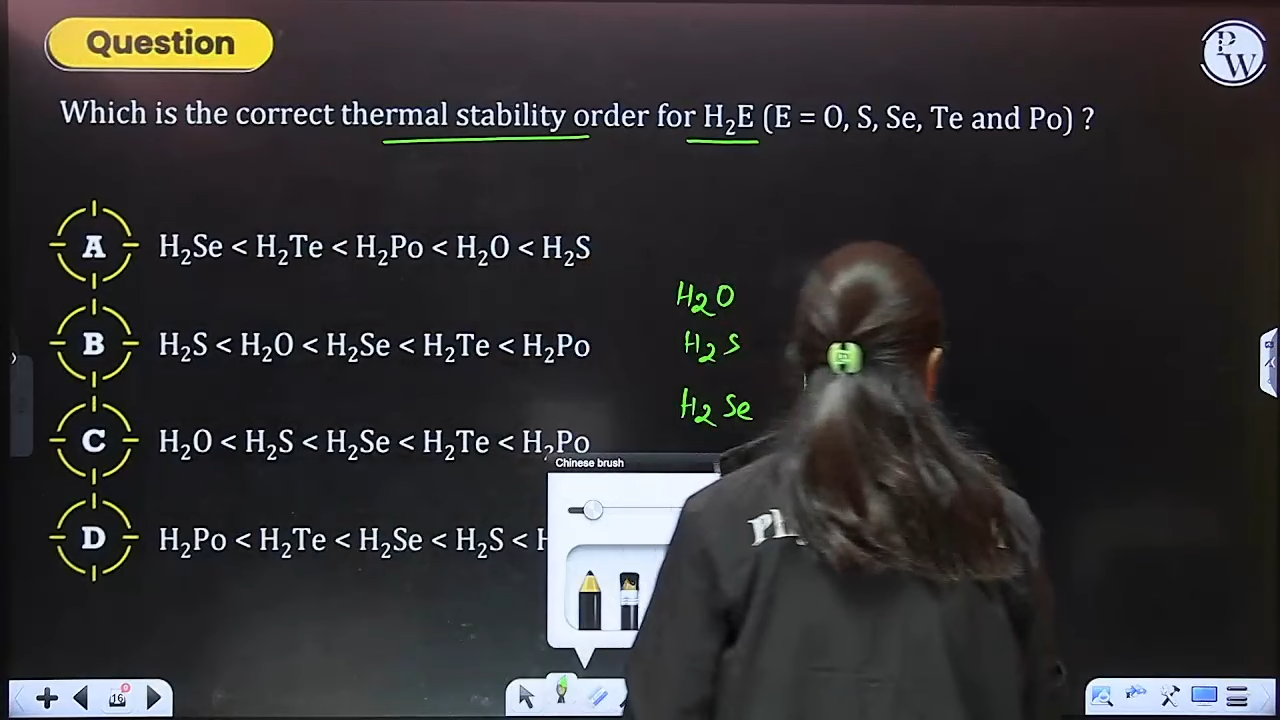 Question
PW
Which is the correct thermal stability order for H₂E (E = O, S, Se, Te and Po) ?
A H₂Se < H₂Te < H₂Po < H₂O < H₂S
B H₂S < H₂O < H₂Se < H₂Te < H₂Po
C H₂O < H₂S < H₂Se < H₂Te < H₂Po
D H₂Po < H₂Te < H₂Se < H₂S <
H₂O
H₂S
H₂Se
Chinese brush
16